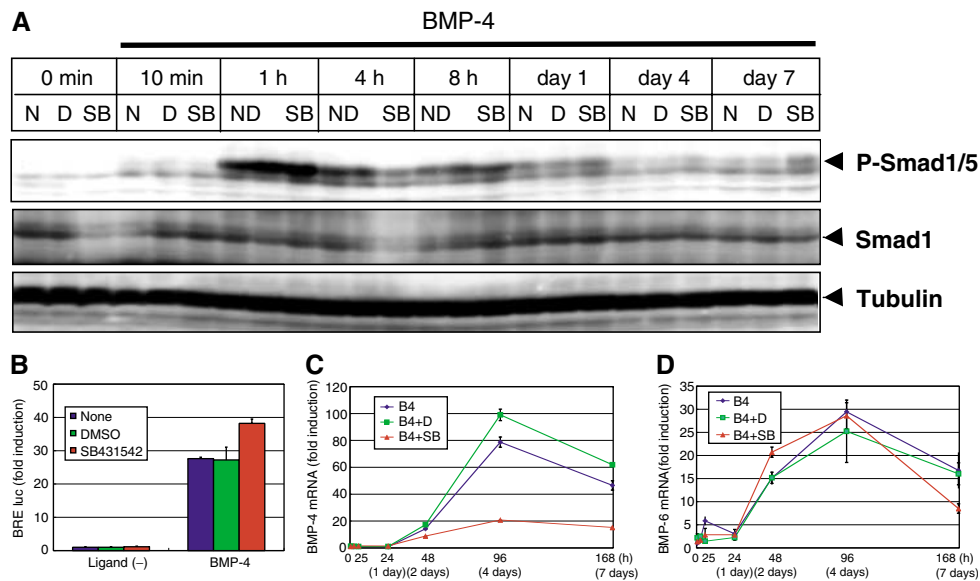 A
BMP-4
0 min 10 min 1 h 4 h 8 h day 1 day 4 day 7
N D SB N D SB ND SB ND SB ND SB N D SB N D SB N D SB
P-Smad1/5
Smad1
Tubulin
B
BRE luc (fold induction)
50
40
30
20
10
0
None
DMSO
SB431542
Ligand (–) BMP-4
C
BMP-4 mRNA (fold induction)
120
100
80
60
40
20
0
B4
B4+D
B4+SB
0 25 24 48 96 168 (h)
(1 day) (2 days) (4 days) (7 days)
D
BMP-6 mRNA(fold induction)
35
30
25
20
15
10
5
0
B4
B4+D
B4+SB
0 25 24 48 96 168 (h)
(1 day) (2 days) (4 days) (7 days)